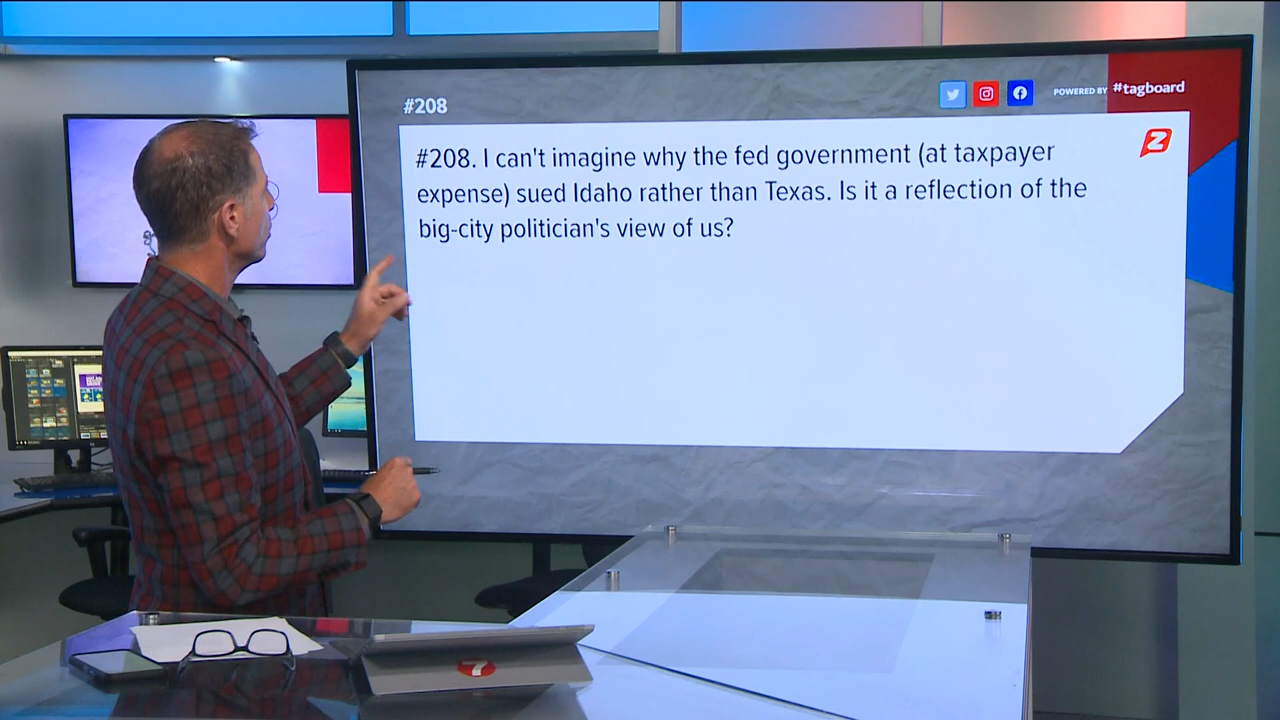 #208
POWERED BY #tagboard
#208. I can't imagine why the fed government (at taxpayer
expense) sued Idaho rather than Texas. Is it a reflection of the
big-city politician's view of us?
7